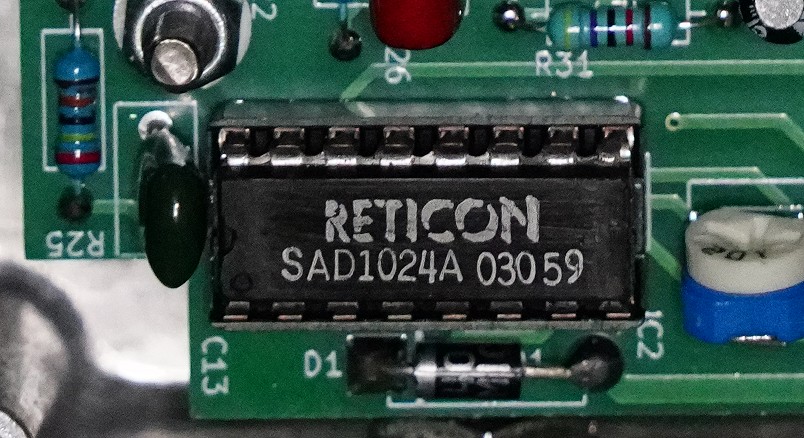 R31
RETICON
SAD1024A 03059
R25
C13
D1
IC2